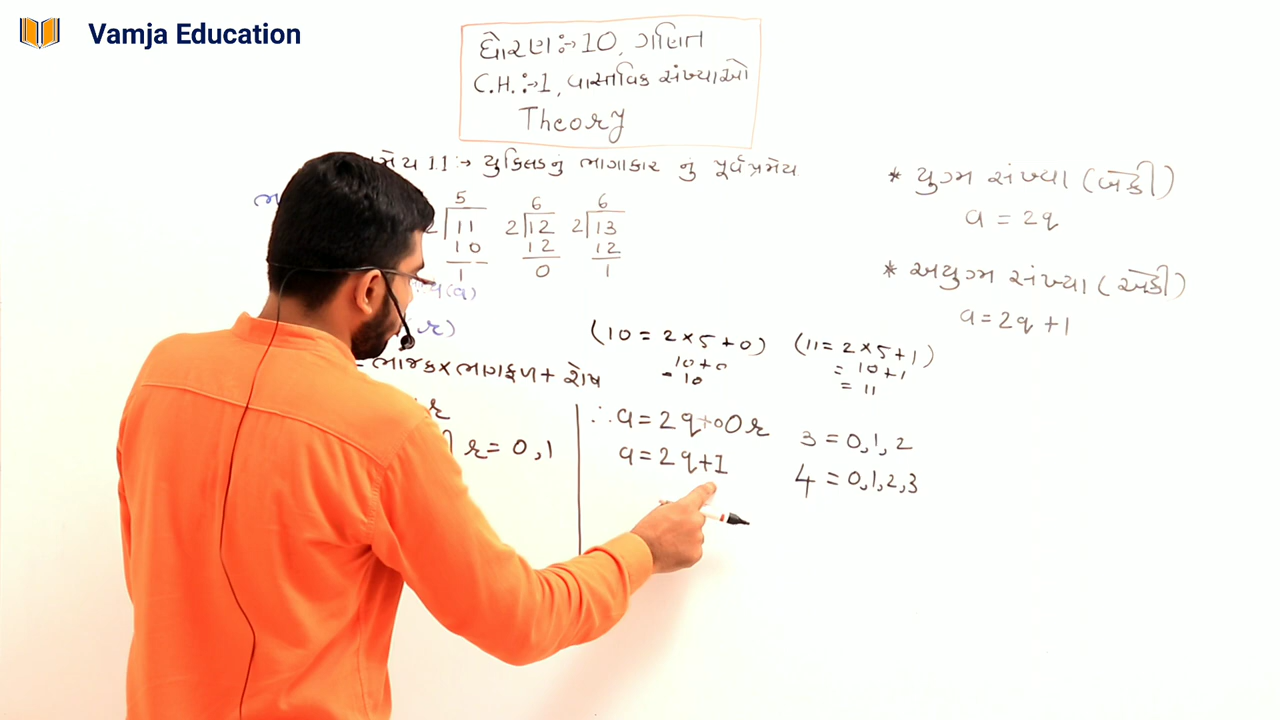 Vamja Education
ધોરણ :- 10, ગણિત
C.H. :- 1, વાસ્તવિક સંખ્યાઓ
Theory
1.1 :- યુક્લિડનું ભાગાકાર નું પૂર્વપ્રમેય
5
2 11
10
1
6
2 12
12
0
6
2 13
12
1
(q)
r)
= ભાજક × ભાગફળ + શેષ
r
r = 0, 1
(10 = 2 × 5 + 0)
10 + 0
= 10
(11 = 2 × 5 + 1)
= 10 + 1
= 11
∴ a = 2q + 0 Or
a = 2q + 1
3 = 0, 1, 2
4 = 0, 1, 2, 3
* યુગ્મ સંખ્યા (બેકી)
a = 2q
* અયુગ્મ સંખ્યા (એકી)
a = 2q + 1